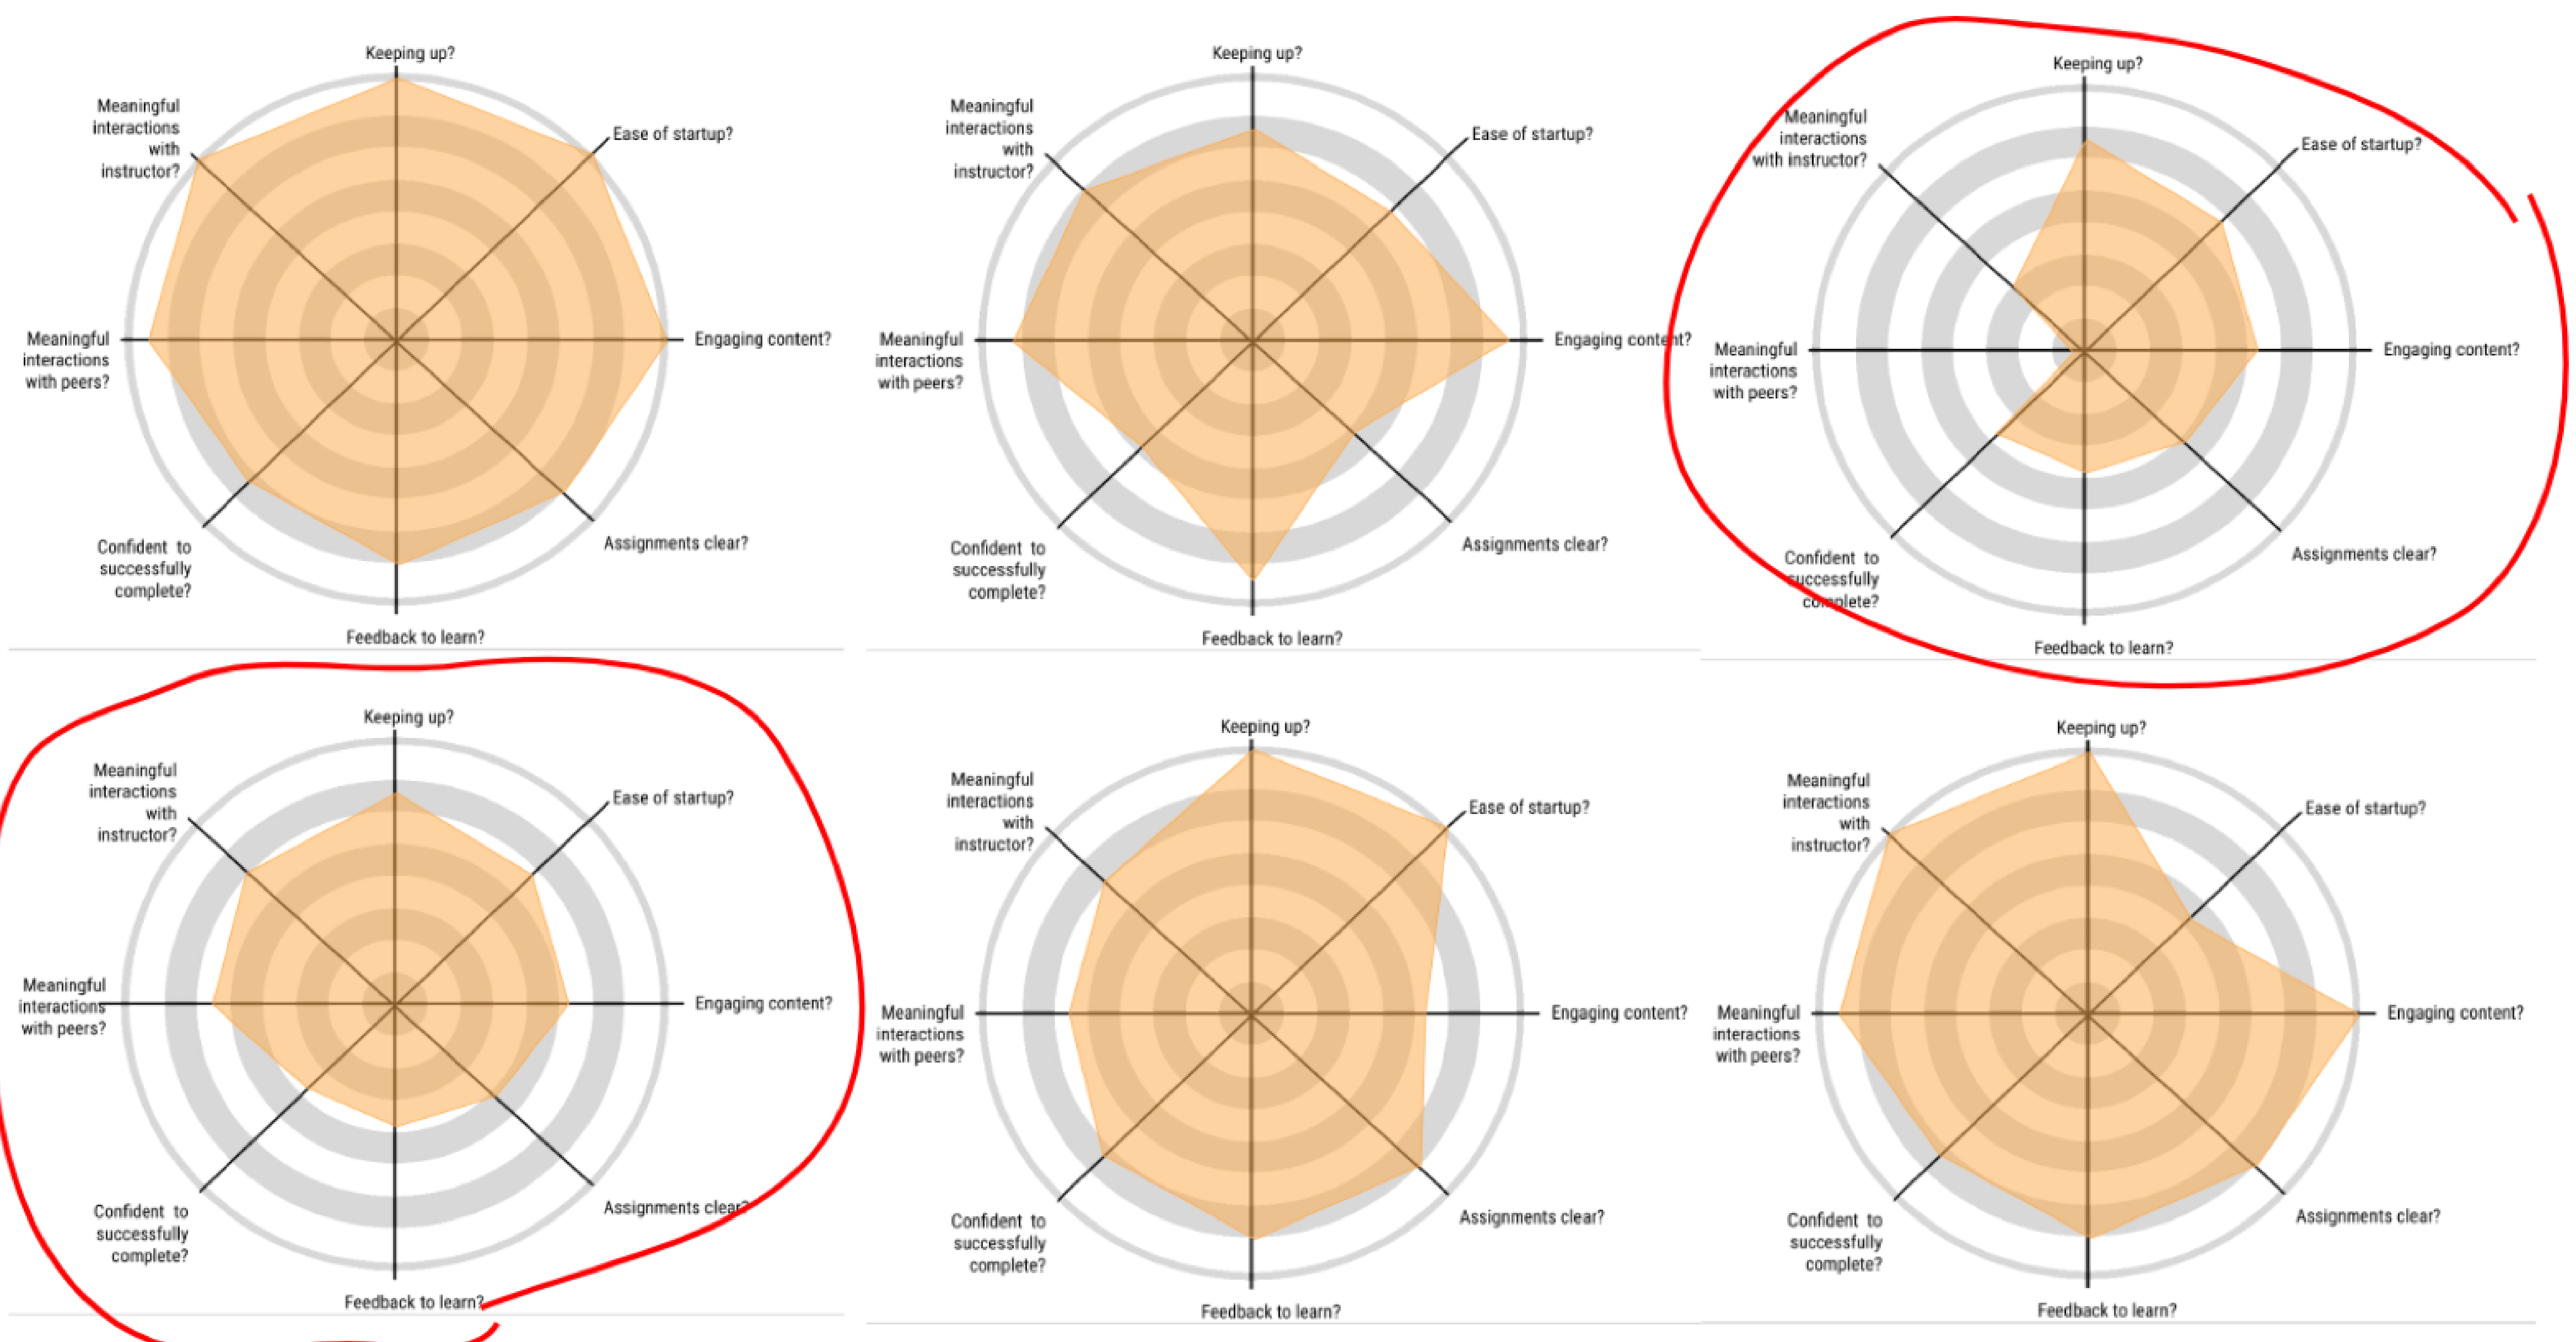 Keeping up?
Meaningful
interactions
with
instructor?
Ease of startup?
Meaningful
interactions
with peers?
Engaging content?
Confident to
successfully
complete?
Assignments clear?
Feedback to learn?
Keeping up?
Meaningful
interactions
with
instructor?
Ease of startup?
Meaningful
interactions
with peers?
Engaging content?
Confident to
successfully
complete?
Assignments clear?
Feedback to learn?
Keeping up?
Meaningful
interactions
with instructor?
Ease of startup?
Meaningful
interactions
with peers?
Engaging content?
Confident to
successfully
complete?
Assignments clear?
Feedback to learn?
Keeping up?
Meaningful
interactions
with
instructor?
Ease of startup?
Meaningful
interactions
with peers?
Engaging content?
Confident to
successfully
complete?
Assignments clear?
Feedback to learn?
Keeping up?
Meaningful
interactions
with
instructor?
Ease of startup?
Meaningful
interactions
with peers?
Engaging content?
Confident to
successfully
complete?
Assignments clear?
Feedback to learn?
Keeping up?
Meaningful
interactions
with
instructor?
Ease of startup?
Meaningful
interactions
with peers?
Engaging content?
Confident to
successfully
complete?
Assignments clear?
Feedback to learn?